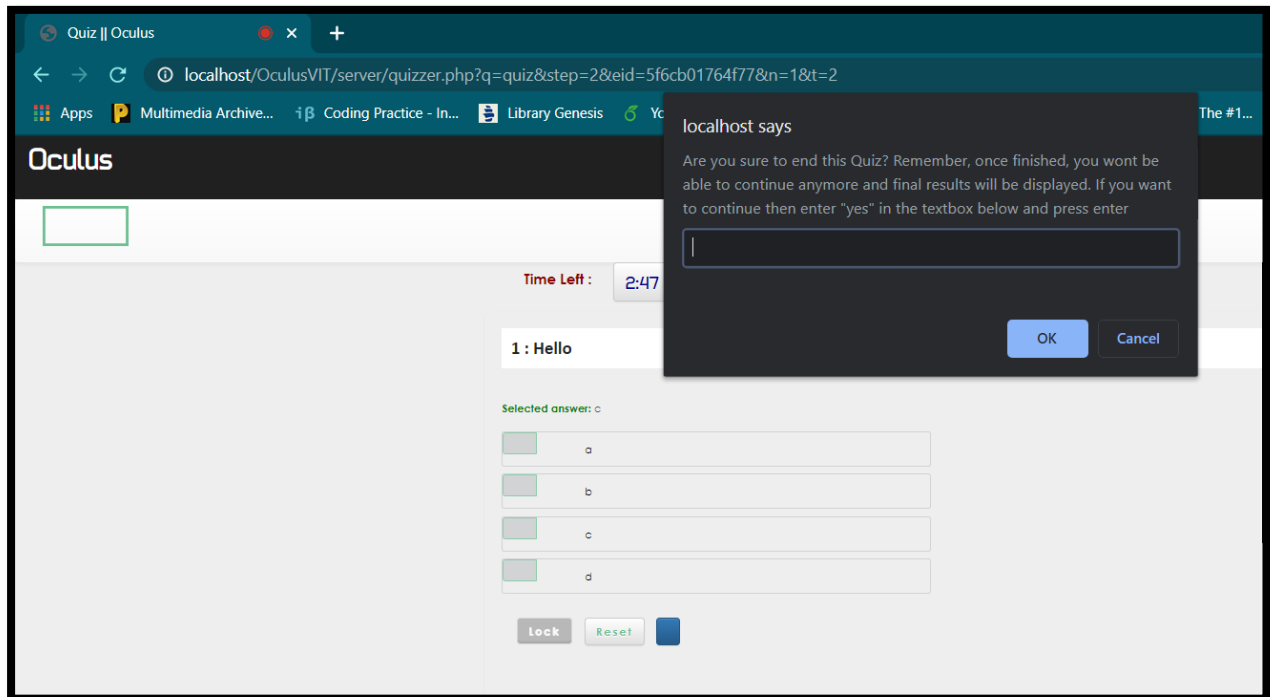 Quiz || Oculus
localhost/OculusVIT/server/quizzer.php?q=quiz&step=2&eid=5f6cb01764f77&n=1&t=2
Apps Multimedia Archive... iβ Coding Practice - In... Library Genesis Yo The #1...
localhost says
Oculus
Are you sure to end this Quiz? Remember, once finished, you wont be
able to continue anymore and final results will be displayed. If you want
to continue then enter "yes" in the textbox below and press enter
Time Left : 2:47
OK Cancel
1 : Hello
Selected answer: c
a
b
c
d
Lock Reset